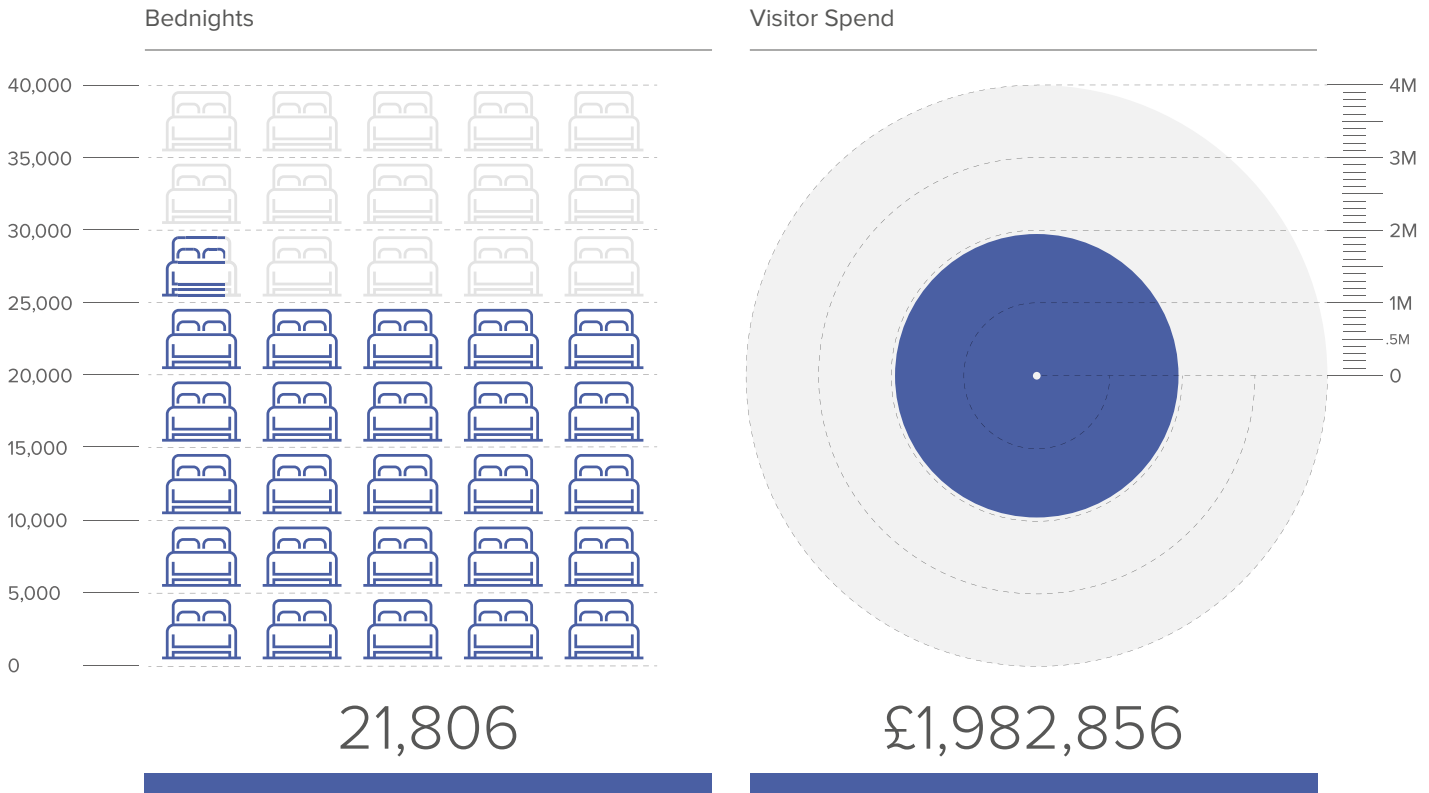 Bednights
40,000
35,000
30,000
25,000
20,000
15,000
10,000
5,000
0
21,806
Visitor Spend
4M
3M
2M
1M
.5M
0
£1,982,856